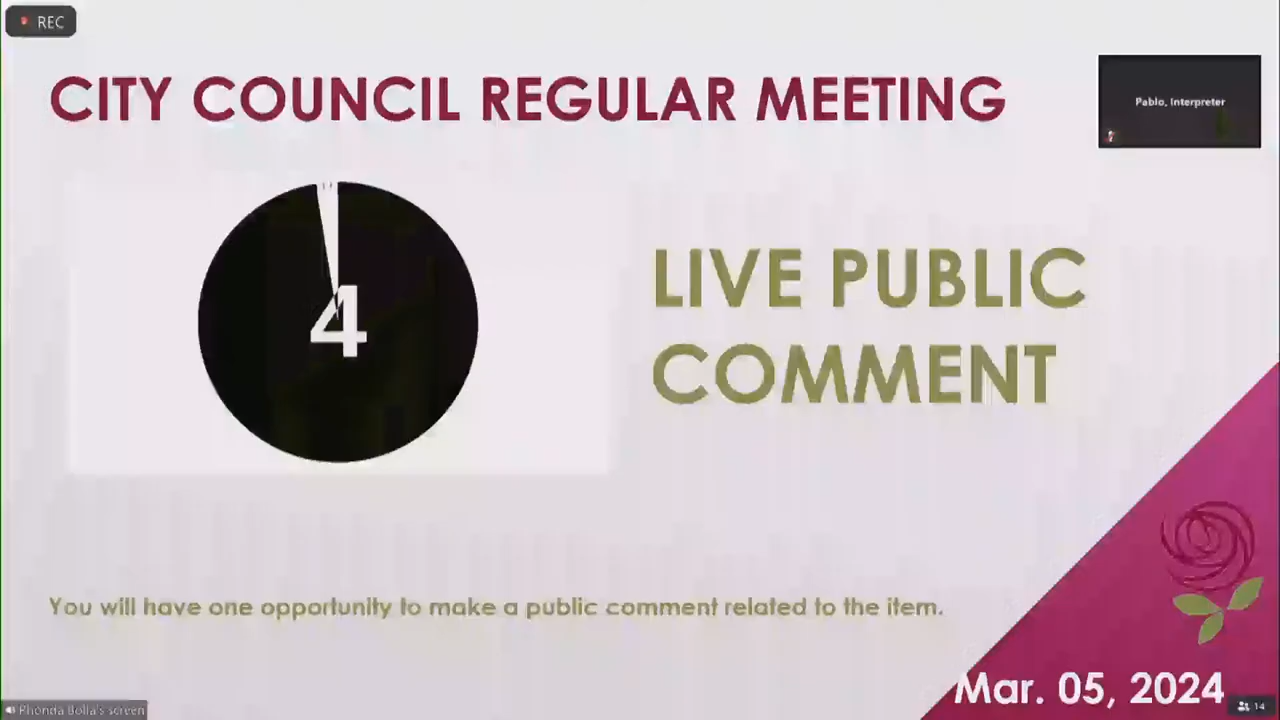 REC
CITY COUNCIL REGULAR MEETING
Pablo, Interpreter
4
LIVE PUBLIC
COMMENT
You will have one opportunity to make a public comment related to the item.
Mar. 05, 2024
Rhonda Bolla's screen
14